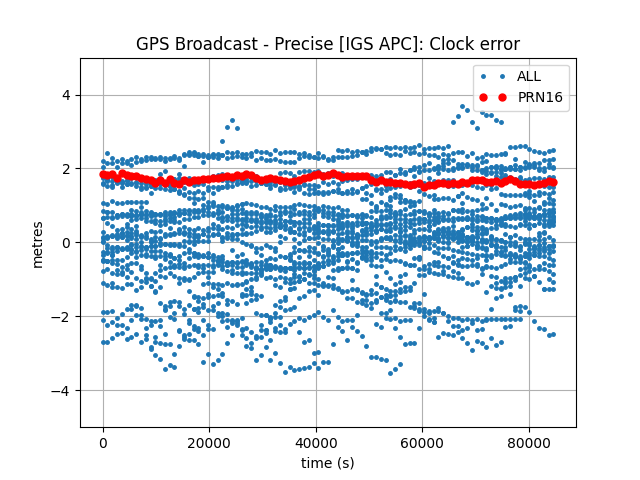 GPS Broadcast - Precise [IGS APC]: Clock error
ALL
PRN16
4
2
0
−2
−4
metres
0
20000
40000
60000
80000
time (s)